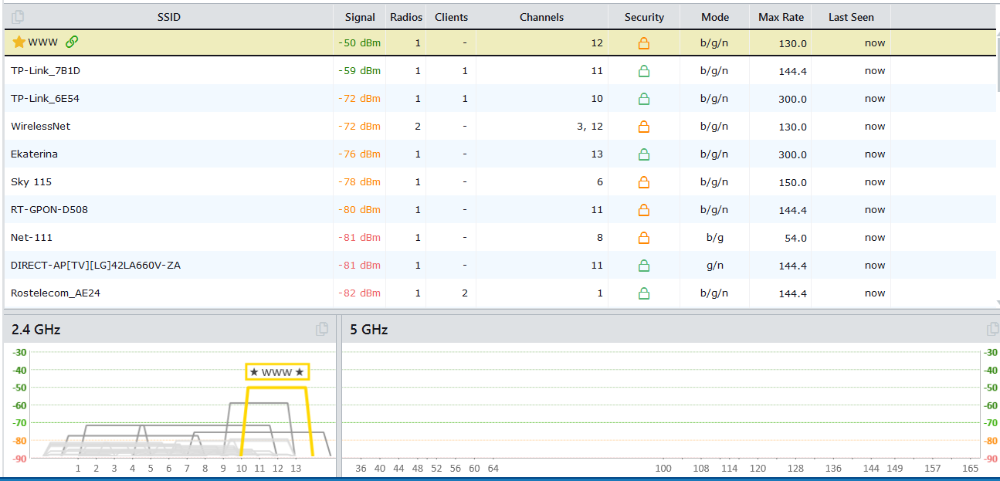 SSID Signal Radios Clients Channels Security Mode Max Rate Last Seen
WWW -50 dBm 1 - 12 b/g/n 130.0 now
TP-Link_7B1D -59 dBm 1 1 11 b/g/n 144.4 now
TP-Link_6E54 -72 dBm 1 1 10 b/g/n 300.0 now
WirelessNet -72 dBm 2 - 3, 12 b/g/n 130.0 now
Ekaterina -76 dBm 1 - 13 b/g/n 300.0 now
Sky 115 -78 dBm 1 - 6 b/g/n 150.0 now
RT-GPON-D508 -80 dBm 1 - 11 b/g/n 144.4 now
Net-111 -81 dBm 1 - 8 b/g 54.0 now
DIRECT-AP[TV][LG]42LA660V-ZA -81 dBm 1 - 11 g/n 144.4 now
Rostelecom_AE24 -82 dBm 1 2 1 b/g/n 144.4 now
2.4 GHz
-30
-40
★ WWW ★
-50
-60
-70
-80
-90
1 2 3 4 5 6 7 8 9 10 11 12 13
5 GHz
-30
-40
-50
-60
-70
-80
-90
36 40 44 48 52 56 60 64 100 108 114 120 128 136 144 149 157 165